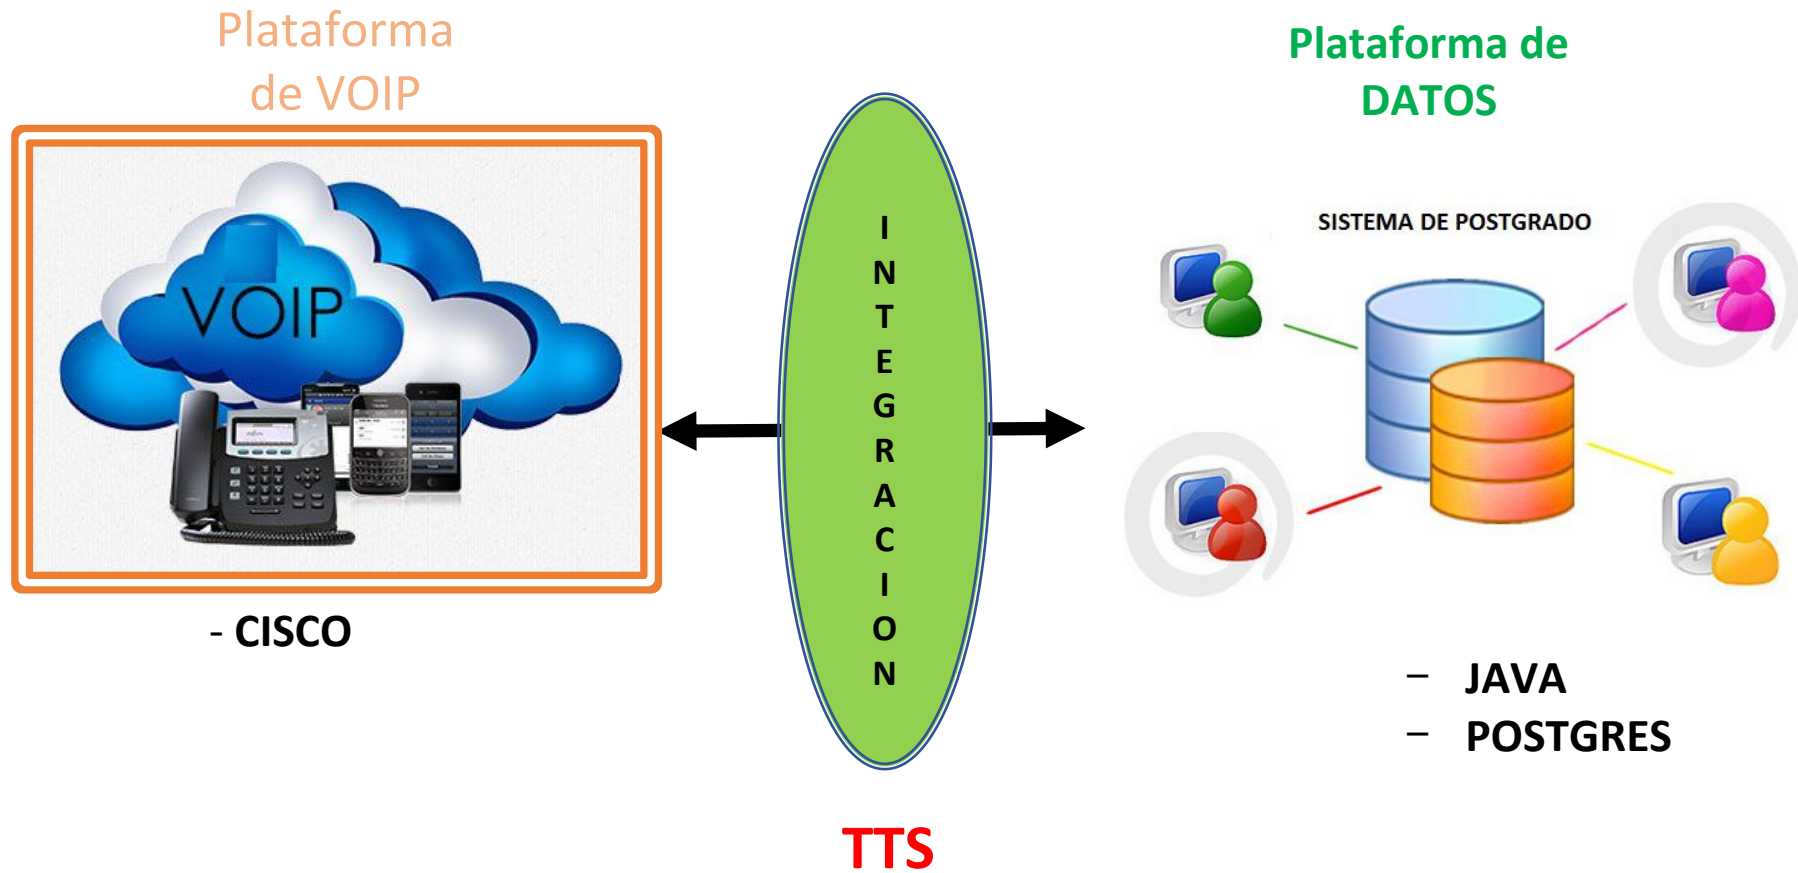 Plataforma
de VOIP
VOIP
- CISCO
I
N
T
E
G
R
A
C
I
O
N
TTS
Plataforma de
DATOS
SISTEMA DE POSTGRADO
– JAVA
– POSTGRES